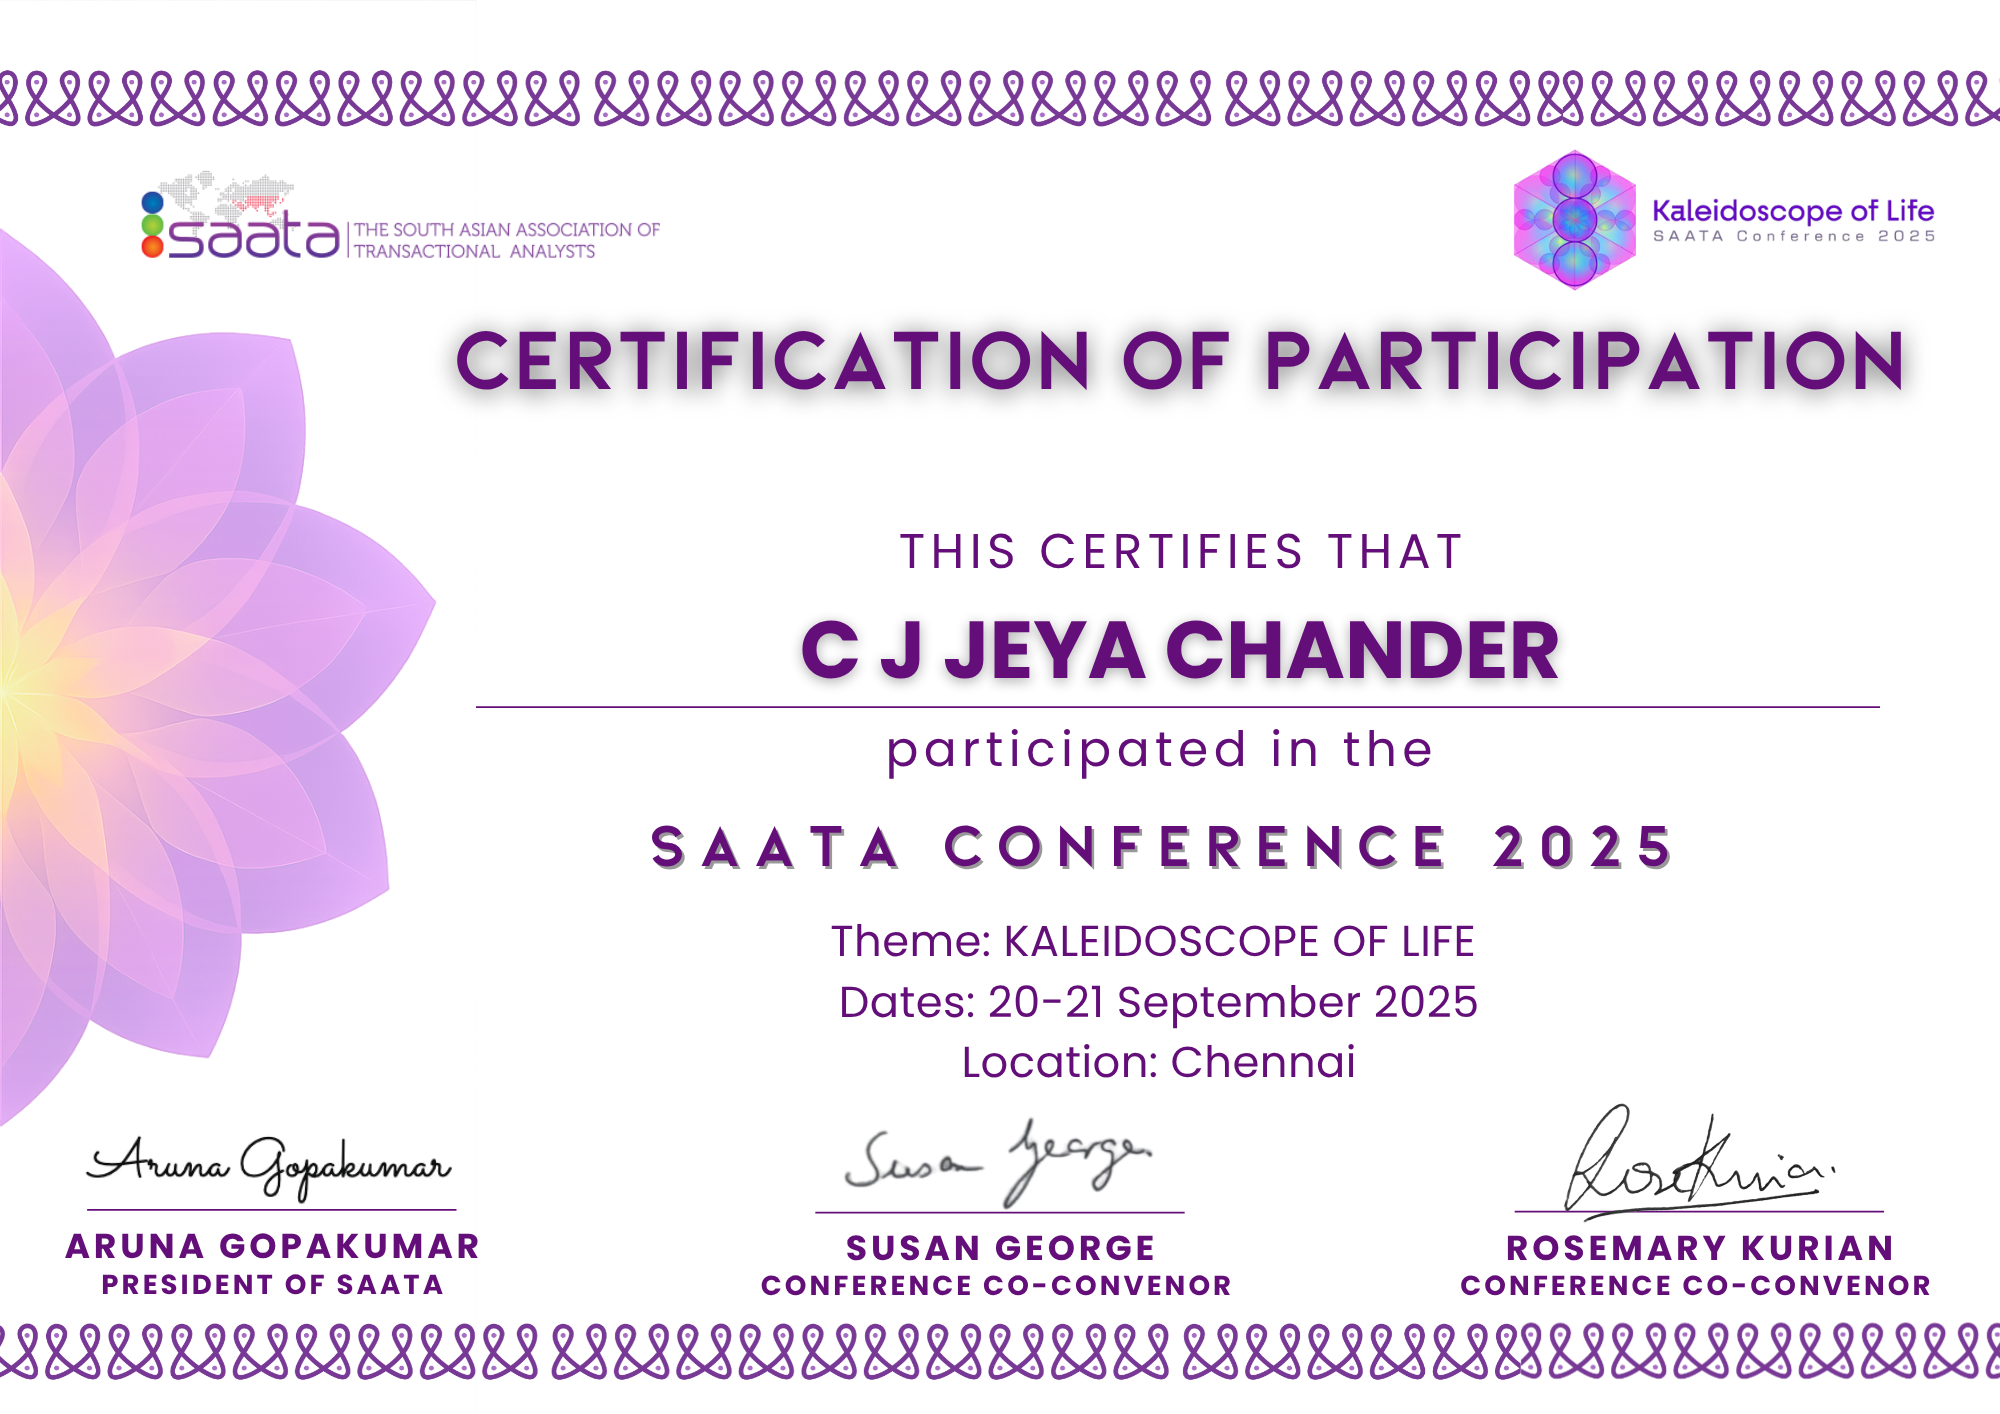 saata
THE SOUTH ASIAN ASSOCIATION OF
TRANSACTIONAL ANALYSTS
Kaleidoscope of Life
SAATA Conference 2025
CERTIFICATION OF PARTICIPATION
THIS CERTIFIES THAT
C J JEYA CHANDER
participated in the
SAATA CONFERENCE 2025
Theme: KALEIDOSCOPE OF LIFE
Dates: 20-21 September 2025
Location: Chennai
Aruna Gopakumar
ARUNA GOPAKUMAR
PRESIDENT OF SAATA
Susan George
SUSAN GEORGE
CONFERENCE CO-CONVENOR
ROSEMARY KURIAN
CONFERENCE CO-CONVENOR